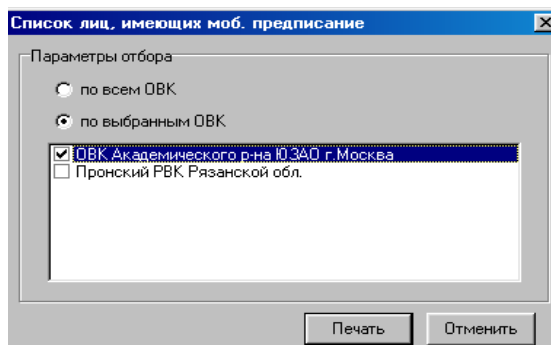 Список лиц, имеющих моб. предписание
Параметры отбора
по всем ОВК
по выбранным ОВК
ОВК Академического р-на ЮЗАО г.Москва
Пронский РВК Рязанской обл.
Печать Отменить